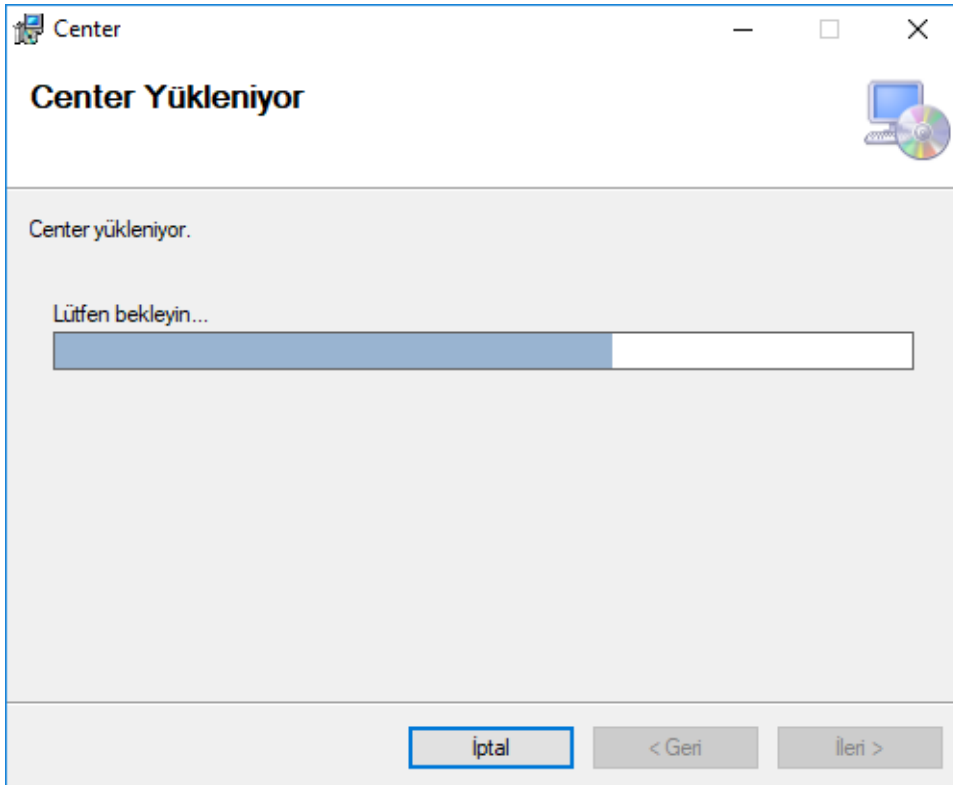 Center
Center Yükleniyor
Center yükleniyor.
Lütfen bekleyin...
İptal
< Geri
İleri >